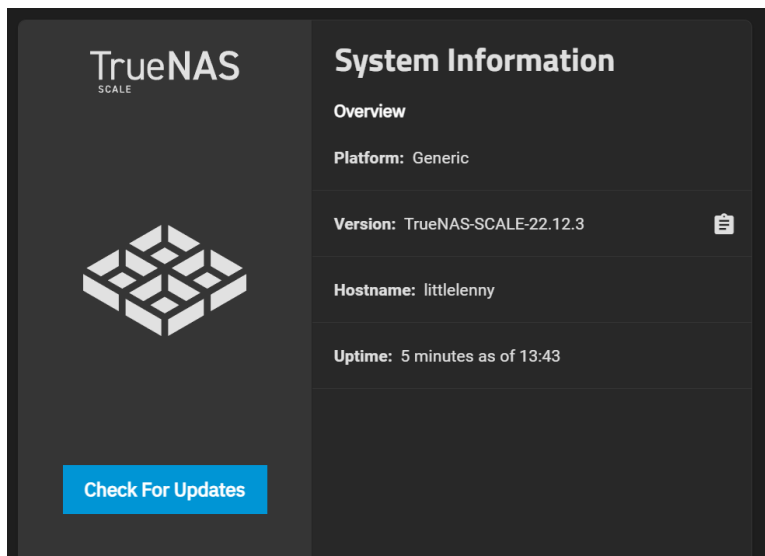 TrueNAS
SCALE
System Information
Overview
Platform: Generic
Version: TrueNAS-SCALE-22.12.3
Hostname: littlelenny
Uptime: 5 minutes as of 13:43
Check For Updates